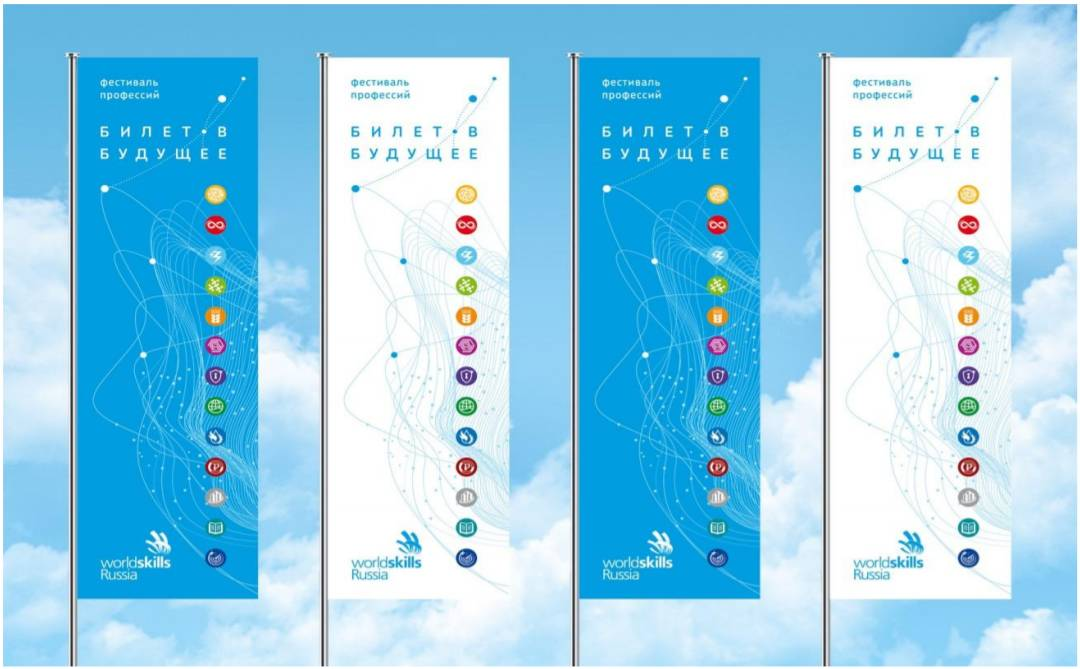 фестиваль
профессий
БИЛЕТ В
БУДУЩЕЕ
worldskills
Russia
фестиваль
профессий
БИЛЕТ В
БУДУЩЕЕ
worldskills
Russia
фестиваль
профессий
БИЛЕТ В
БУДУЩЕЕ
worldskills
Russia
фестиваль
профессий
БИЛЕТ В
БУДУЩЕЕ
worldskills
Russia